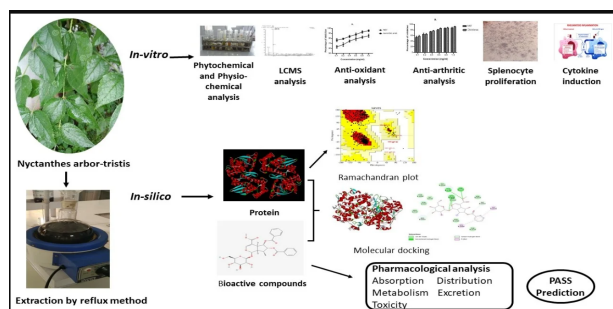 In-vitro
Phytochemical
and Physio-
chemical
analysis
LCMS
analysis
Anti-oxidant
analysis
Anti-arthritic
analysis
Splenocyte
proliferation
Cytokine
induction
Nyctanthes arbor-tristis
In-silico
Protein
Ramachandran plot
Molecular docking
Bioactive compounds
Extraction by reflux method
Pharmacological analysis
Absorption Distribution
Metabolism Excretion
Toxicity
PASS
Prediction